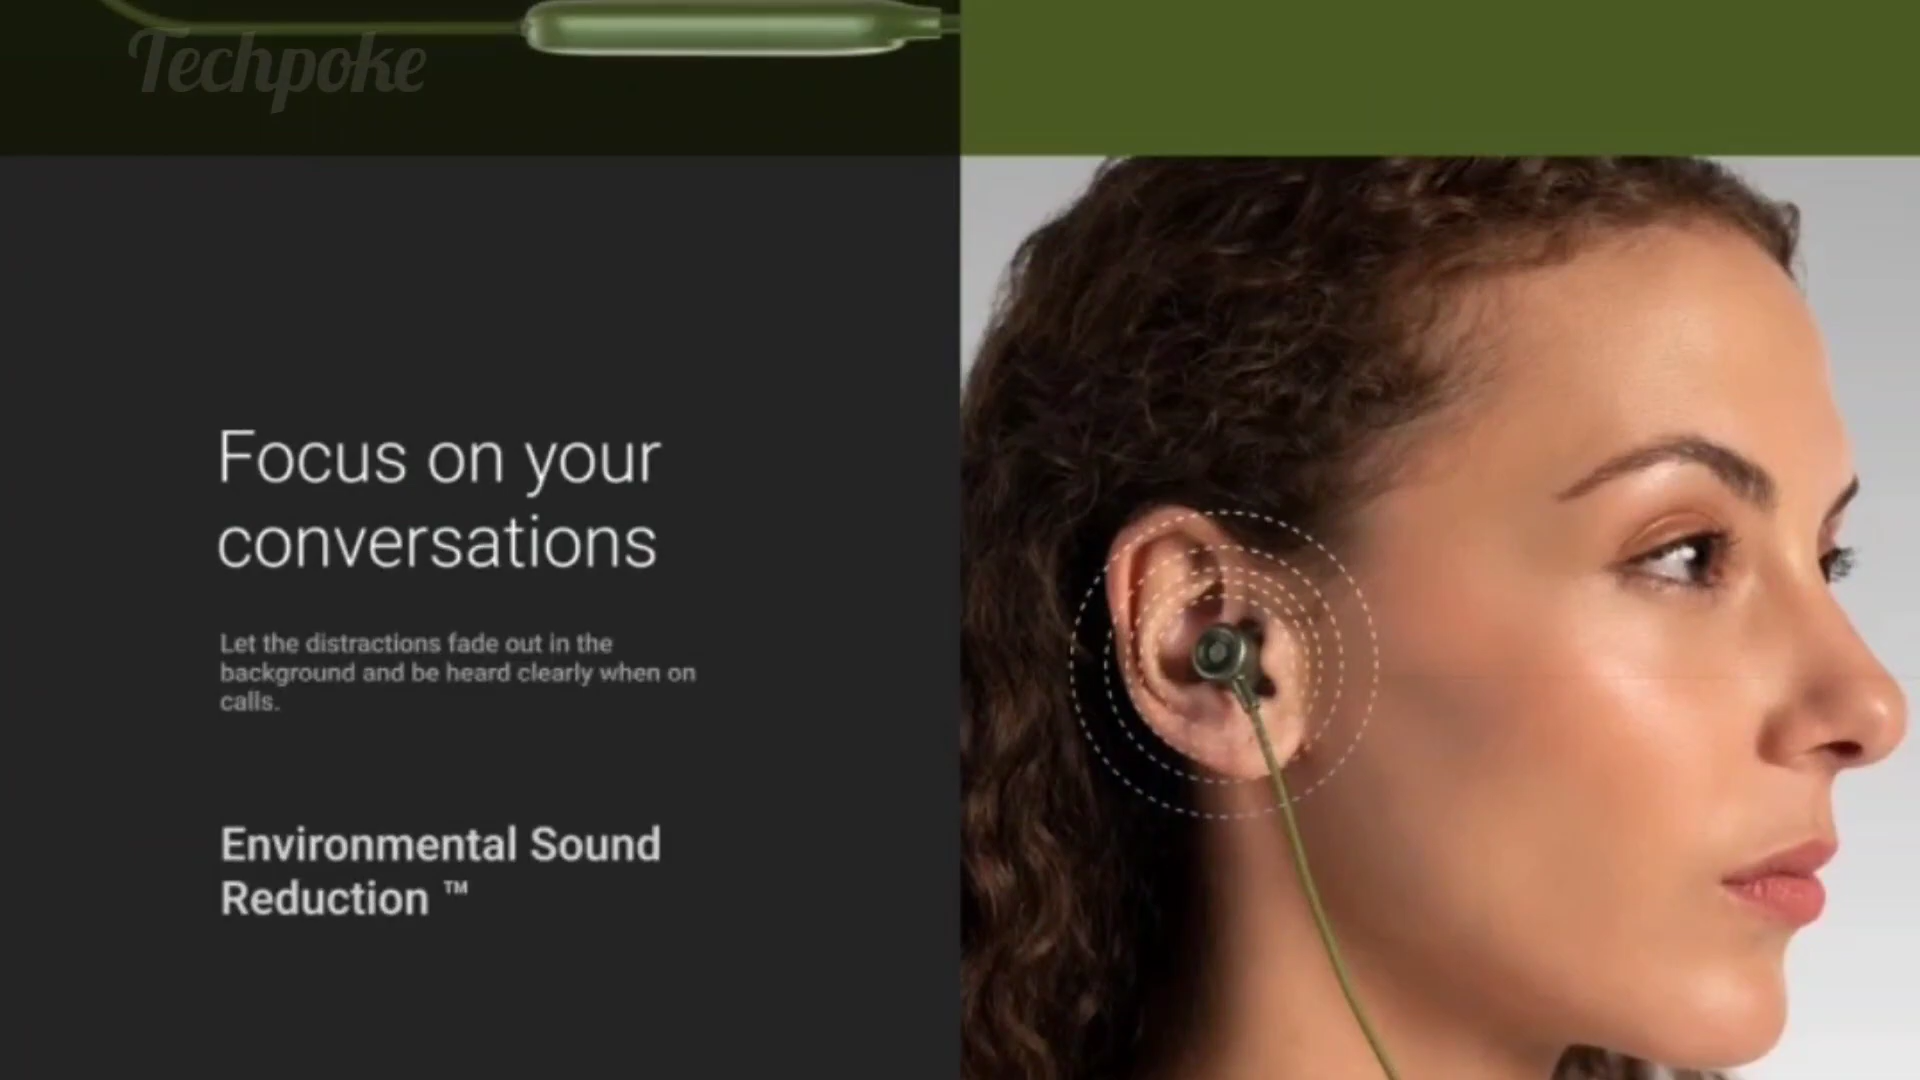 Techpoke
Focus on your
conversations
Let the distractions fade out in the
background and be heard clearly when on
calls.
Environmental Sound
Reduction ™